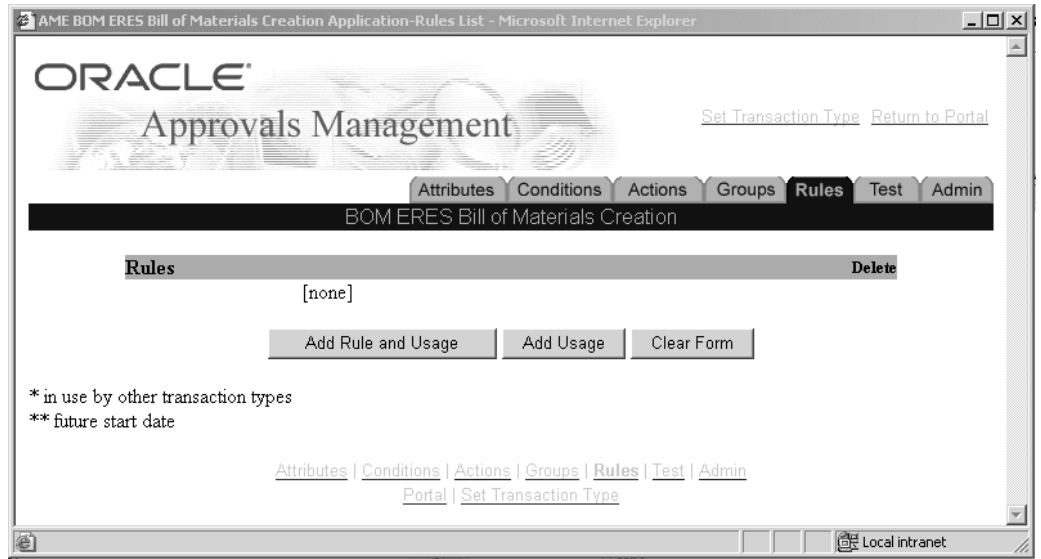 AME BOM ERES Bill of Materials Creation Application-Rules List - Microsoft Internet Explorer
ORACLE
Approvals Management
Set Transaction Type Return to Portal
Attributes Conditions Actions Groups Rules Test Admin
BOM ERES Bill of Materials Creation
Rules Delete
[none]
Add Rule and Usage Add Usage Clear Form
* in use by other transaction types
** future start date
Attributes | Conditions | Actions | Groups | Rules | Test | Admin
Portal | Set Transaction Type
Local intranet